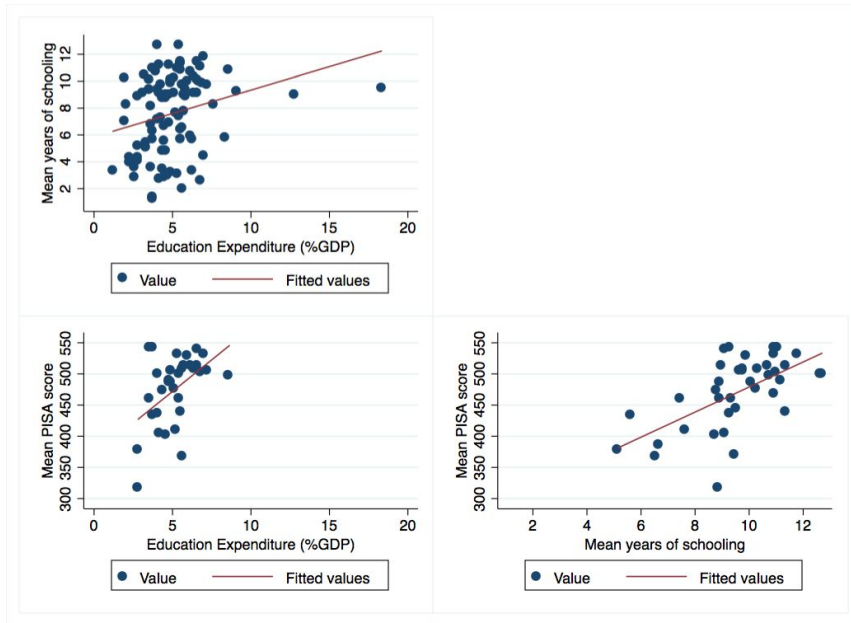 Mean years of schooling
12
10
8
6
4
2
0 5 10 15 20
Education Expenditure (%GDP)
Value Fitted values
Mean PISA score
550
500
450
400
350
300
0 5 10 15 20
Education Expenditure (%GDP)
Value Fitted values
Mean PISA score
550
500
450
400
350
300
2 4 6 8 10 12
Mean years of schooling
Value Fitted values